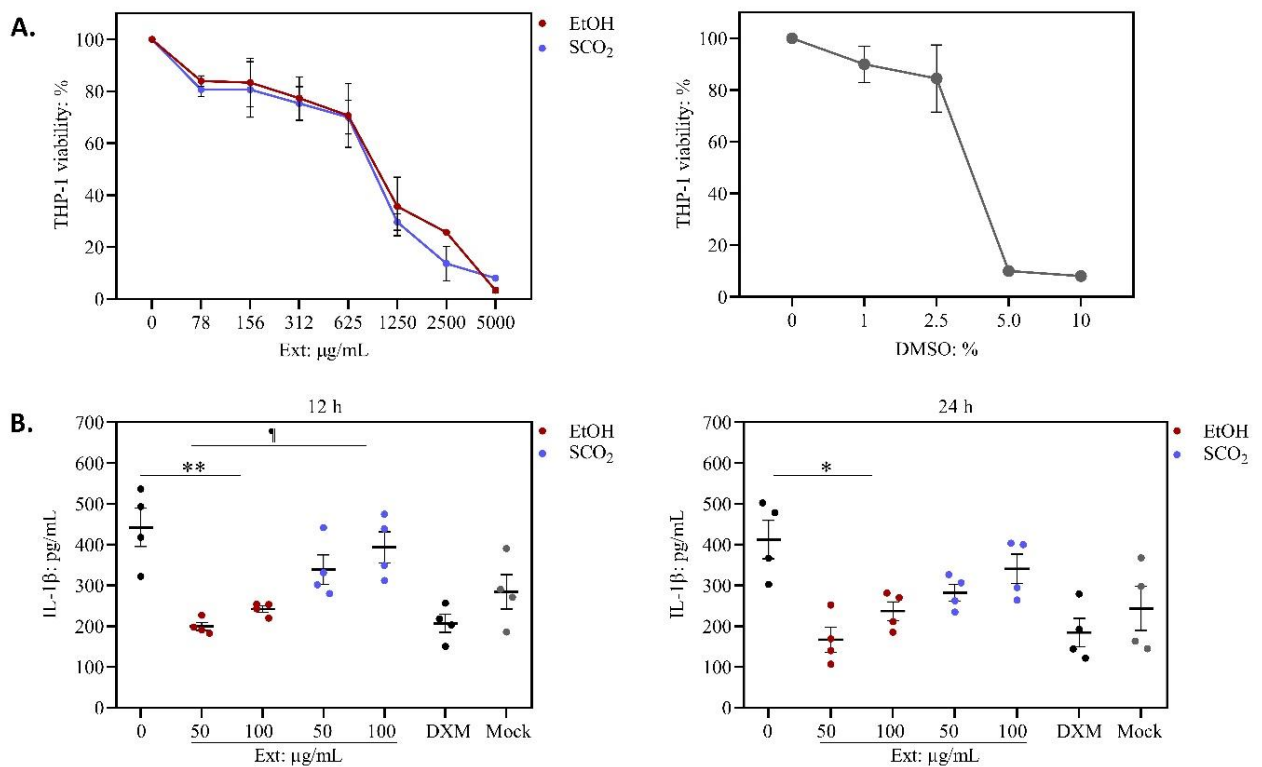 A.
EtOH
SCO₂
THP-1 viability: %
100
80
60
40
20
0
0 78 156 312 625 1250 2500 5000
Ext: µg/mL
THP-1 viability: %
100
80
60
40
20
0
0 1 2.5 5.0 10
DMSO: %
B.
12 h
EtOH
SCO₂
IL-1β: pg/mL
700
600
500
400
300
200
100
0
¶
**
0 50 100 50 100 DXM Mock
Ext: µg/mL
24 h
EtOH
SCO₂
IL-1β: pg/mL
700
600
500
400
300
200
100
0
*
0 50 100 50 100 DXM Mock
Ext: µg/mL